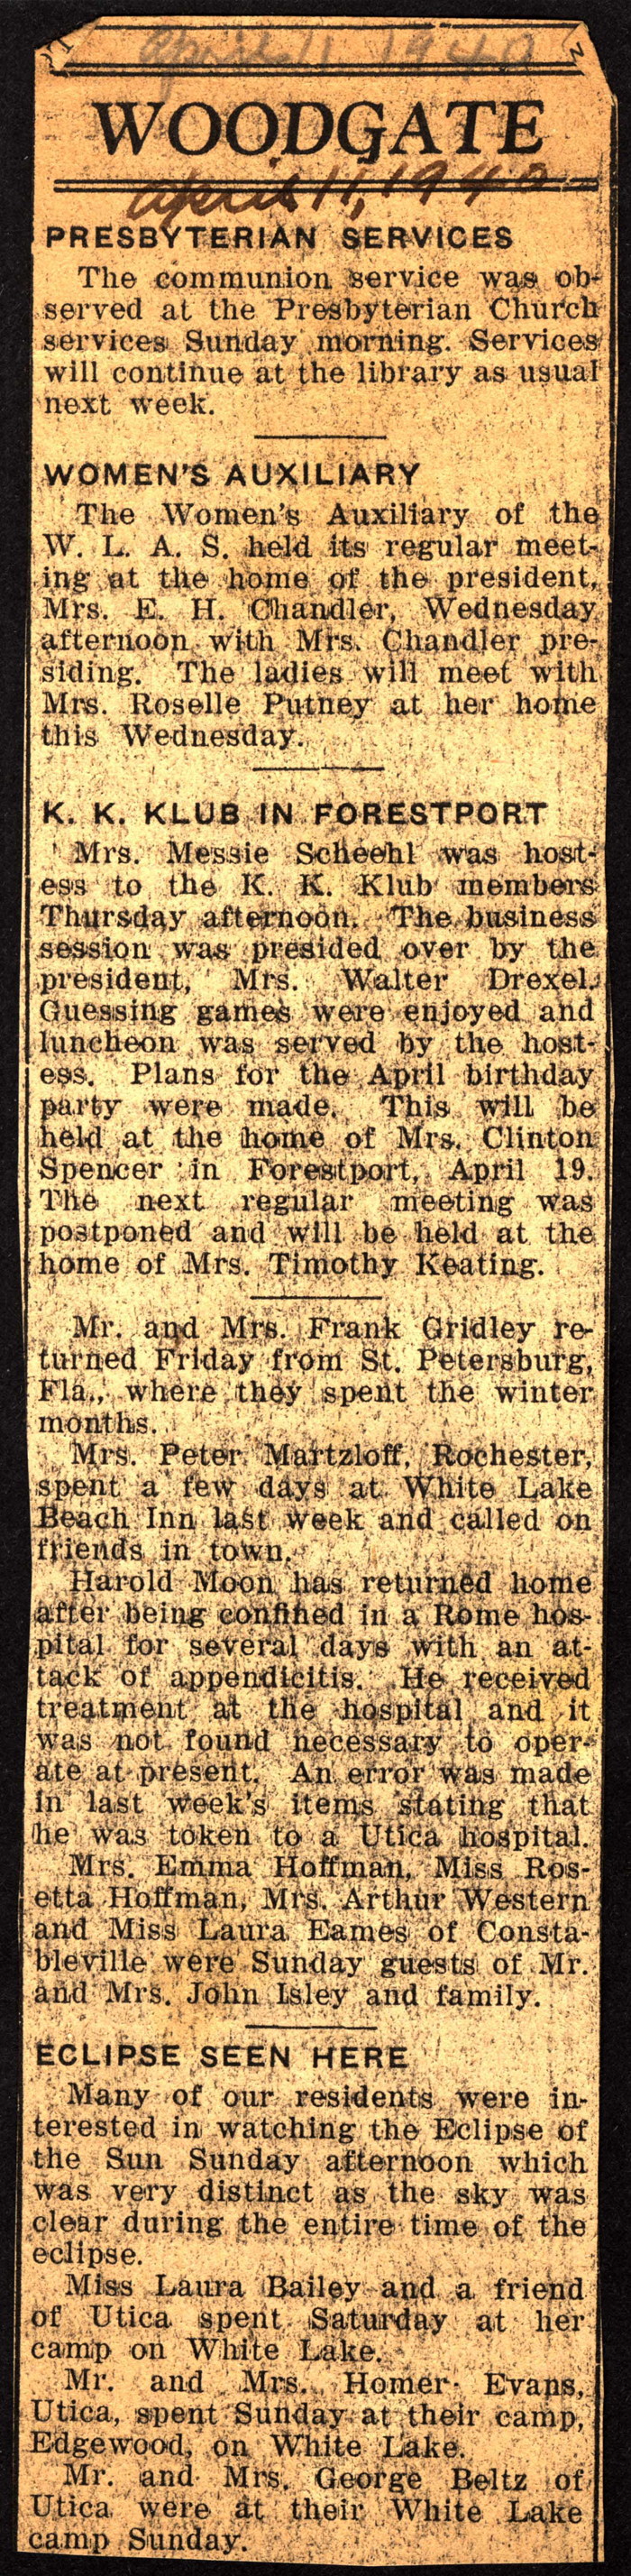 April 11 1940
WOODGATE
April 11, 1940
PRESBYTERIAN SERVICES
The communion service was ob-
served at the Presbyterian Church
services Sunday morning. Services
will continue at the library as usual
next week.
WOMEN'S AUXILIARY
The Women's Auxiliary of the
W. L. A. S. held its regular meet-
ing at the home of the president,
Mrs. E. H. Chandler, Wednesday
afternoon with Mrs. Chandler pre-
siding. The ladies will meet with
Mrs. Roselle Putney at her home
this Wednesday.
K. K. KLUB IN FORESTPORT
Mrs. Messie Scheehl was host-
ess to the K. K. Klub members
Thursday afternoon. The business
session was presided over by the
president, Mrs. Walter Drexel.
Guessing games were enjoyed and
luncheon was served by the host-
ess. Plans for the April birthday
party were made. This will be
held at the home of Mrs. Clinton
Spencer in Forestport, April 19.
The next regular meeting was
postponed and will be held at the
home of Mrs. Timothy Keating.
Mr. and Mrs. Frank Gridley re-
turned Friday from St. Petersburg,
Fla., where they spent the winter
months.
Mrs. Peter Martzloff, Rochester,
spent a few days at White Lake
Beach Inn last week and called on
friends in town.
Harold Moon has returned home
after being confined in a Rome hos-
pital for several days with an at-
tack of appendicitis. He received
treatment at the hospital and it
was not found necessary to oper-
ate at present. An error was made
in last week's items stating that
he was token to a Utica hospital.
Mrs. Emma Hoffman, Miss Ros-
etta Hoffman, Mrs. Arthur Western
and Miss Laura Eames of Consta-
bleville were Sunday guests of Mr.
and Mrs. John Isley and family.
ECLIPSE SEEN HERE
Many of our residents were in-
terested in watching the Eclipse of
the Sun Sunday afternoon which
was very distinct as the sky was
clear during the entire time of the
eclipse.
Miss Laura Bailey and a friend
of Utica spent Saturday at her
camp on White Lake.
Mr. and Mrs. Homer Evans,
Utica, spent Sunday at their camp,
Edgewood, on White Lake.
Mr. and Mrs. George Beltz of
Utica were at their White Lake
camp Sunday.